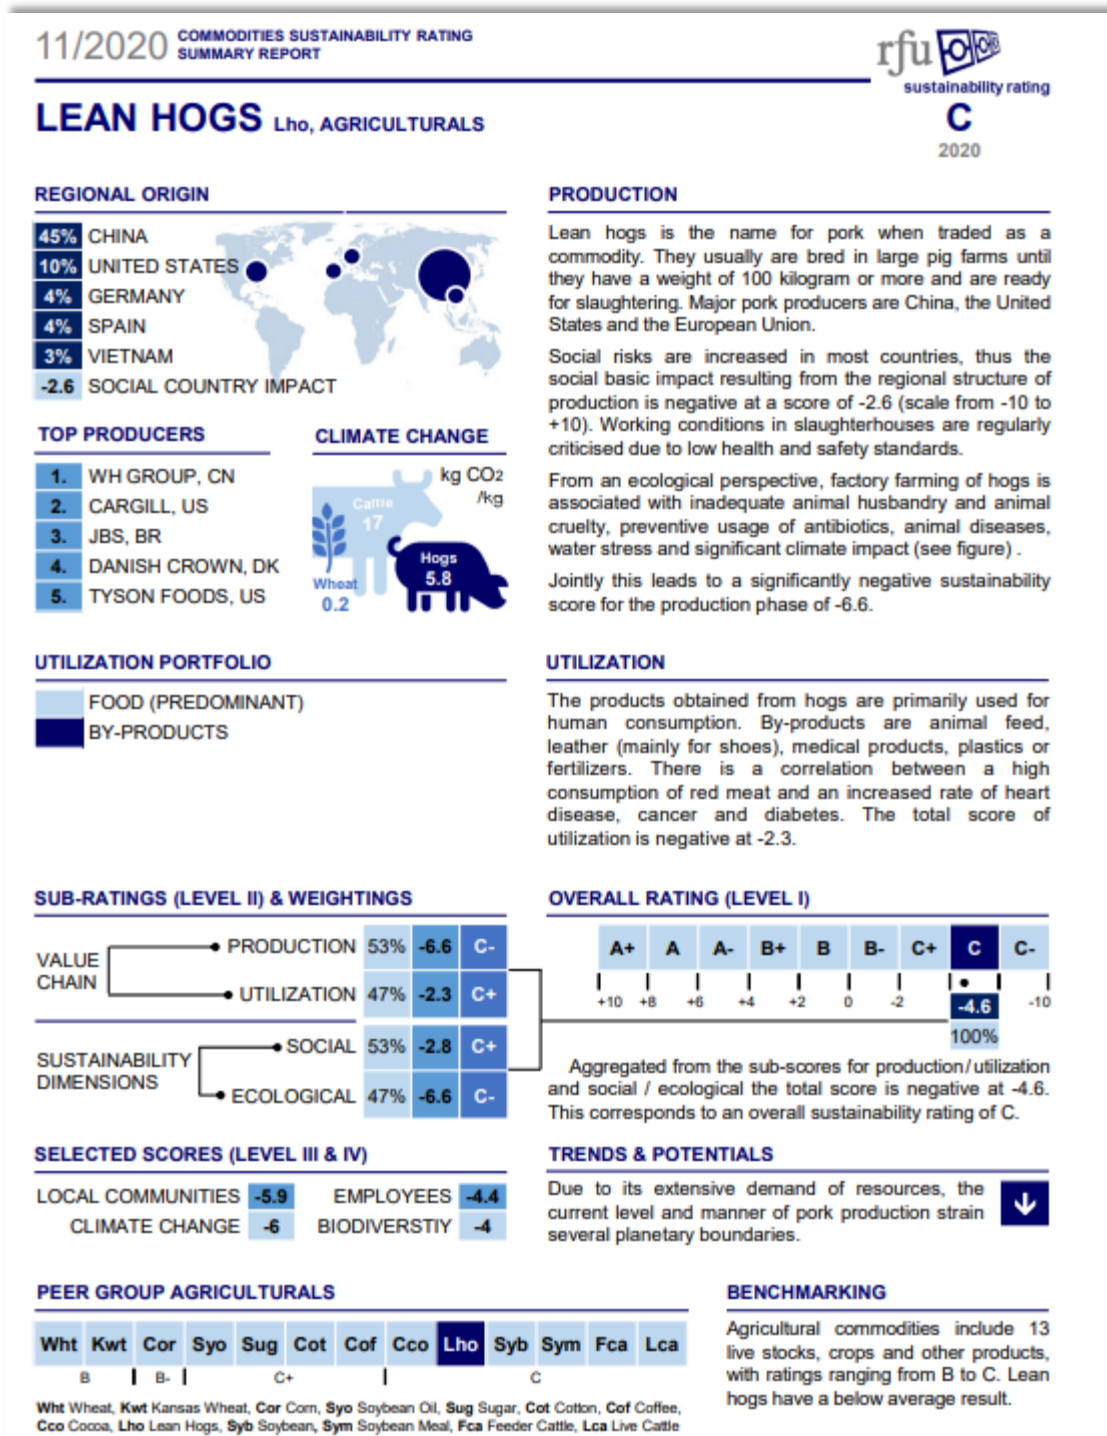 11/2020 COMMODITIES SUSTAINABILITY RATING
SUMMARY REPORT
rfu
sustainability rating
LEAN HOGS Lho, AGRICULTURALS
C
2020
REGIONAL ORIGIN
45% CHINA
10% UNITED STATES
4% GERMANY
4% SPAIN
3% VIETNAM
-2.6 SOCIAL COUNTRY IMPACT
TOP PRODUCERS
1. WH GROUP, CN
2. CARGILL, US
3. JBS, BR
4. DANISH CROWN, DK
5. TYSON FOODS, US
CLIMATE CHANGE
kg CO2
/kg
Cattle
17
Hogs
5.8
Wheat
0.2
PRODUCTION
Lean hogs is the name for pork when traded as a
commodity. They usually are bred in large pig farms until
they have a weight of 100 kilogram or more and are ready
for slaughtering. Major pork producers are China, the United
States and the European Union.
Social risks are increased in most countries, thus the
social basic impact resulting from the regional structure of
production is negative at a score of -2.6 (scale from -10 to
+10). Working conditions in slaughterhouses are regularly
criticised due to low health and safety standards.
From an ecological perspective, factory farming of hogs is
associated with inadequate animal husbandry and animal
cruelty, preventive usage of antibiotics, animal diseases,
water stress and significant climate impact (see figure) .
Jointly this leads to a significantly negative sustainability
score for the production phase of -6.6.
UTILIZATION PORTFOLIO
FOOD (PREDOMINANT)
BY-PRODUCTS
UTILIZATION
The products obtained from hogs are primarily used for
human consumption. By-products are animal feed,
leather (mainly for shoes), medical products, plastics or
fertilizers. There is a correlation between a high
consumption of red meat and an increased rate of heart
disease, cancer and diabetes. The total score of
utilization is negative at -2.3.
SUB-RATINGS (LEVEL II) & WEIGHTINGS
VALUE
CHAIN
PRODUCTION 53% -6.6 C-
UTILIZATION 47% -2.3 C+
SUSTAINABILITY
DIMENSIONS
SOCIAL 53% -2.8 C+
ECOLOGICAL 47% -6.6 C-
OVERALL RATING (LEVEL I)
A+ A A- B+ B B- C+ C C-
+10 +8 +6 +4 +2 0 -2 -4.6 -10
100%
Aggregated from the sub-scores for production/utilization
and social / ecological the total score is negative at -4.6.
This corresponds to an overall sustainability rating of C.
SELECTED SCORES (LEVEL III & IV)
LOCAL COMMUNITIES -5.9 EMPLOYEES -4.4
CLIMATE CHANGE -6 BIODIVERSTIY -4
TRENDS & POTENTIALS
Due to its extensive demand of resources, the
current level and manner of pork production strain
several planetary boundaries.
PEER GROUP AGRICULTURALS
Wht Kwt Cor Syo Sug Cot Cof Cco Lho Syb Sym Fca Lca
B B- C+ C
Wht Wheat, Kwt Kansas Wheat, Cor Corn, Syo Soybean Oil, Sug Sugar, Cot Cotton, Cof Coffee,
Cco Cocoa, Lho Lean Hogs, Syb Soybean, Sym Soybean Meal, Fca Feeder Cattle, Lca Live Cattle
BENCHMARKING
Agricultural commodities include 13
live stocks, crops and other products,
with ratings ranging from B to C. Lean
hogs have a below average result.